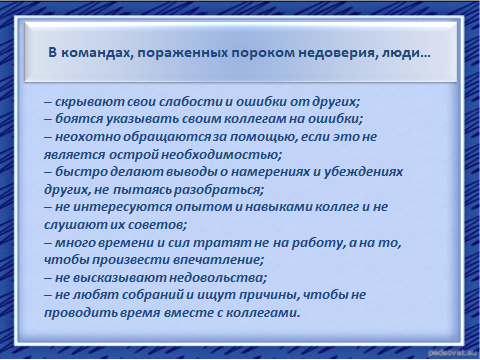 В командах, пораженных пороком недоверия, люди…
– скрывают свои слабости и ошибки от других;
– боятся указывать своим коллегам на ошибки;
– неохотно обращаются за помощью, если это не
является острой необходимостью;
– быстро делают выводы о намерениях и убеждениях
других, не пытаясь разобраться;
– не интересуются опытом и навыками коллег и не
слушают их советов;
– много времени и сил тратят не на работу, а на то,
чтобы произвести впечатление;
– не высказывают недовольства;
– не любят собраний и ищут причины, чтобы не
проводить время вместе с коллегами.
pedsovet.su